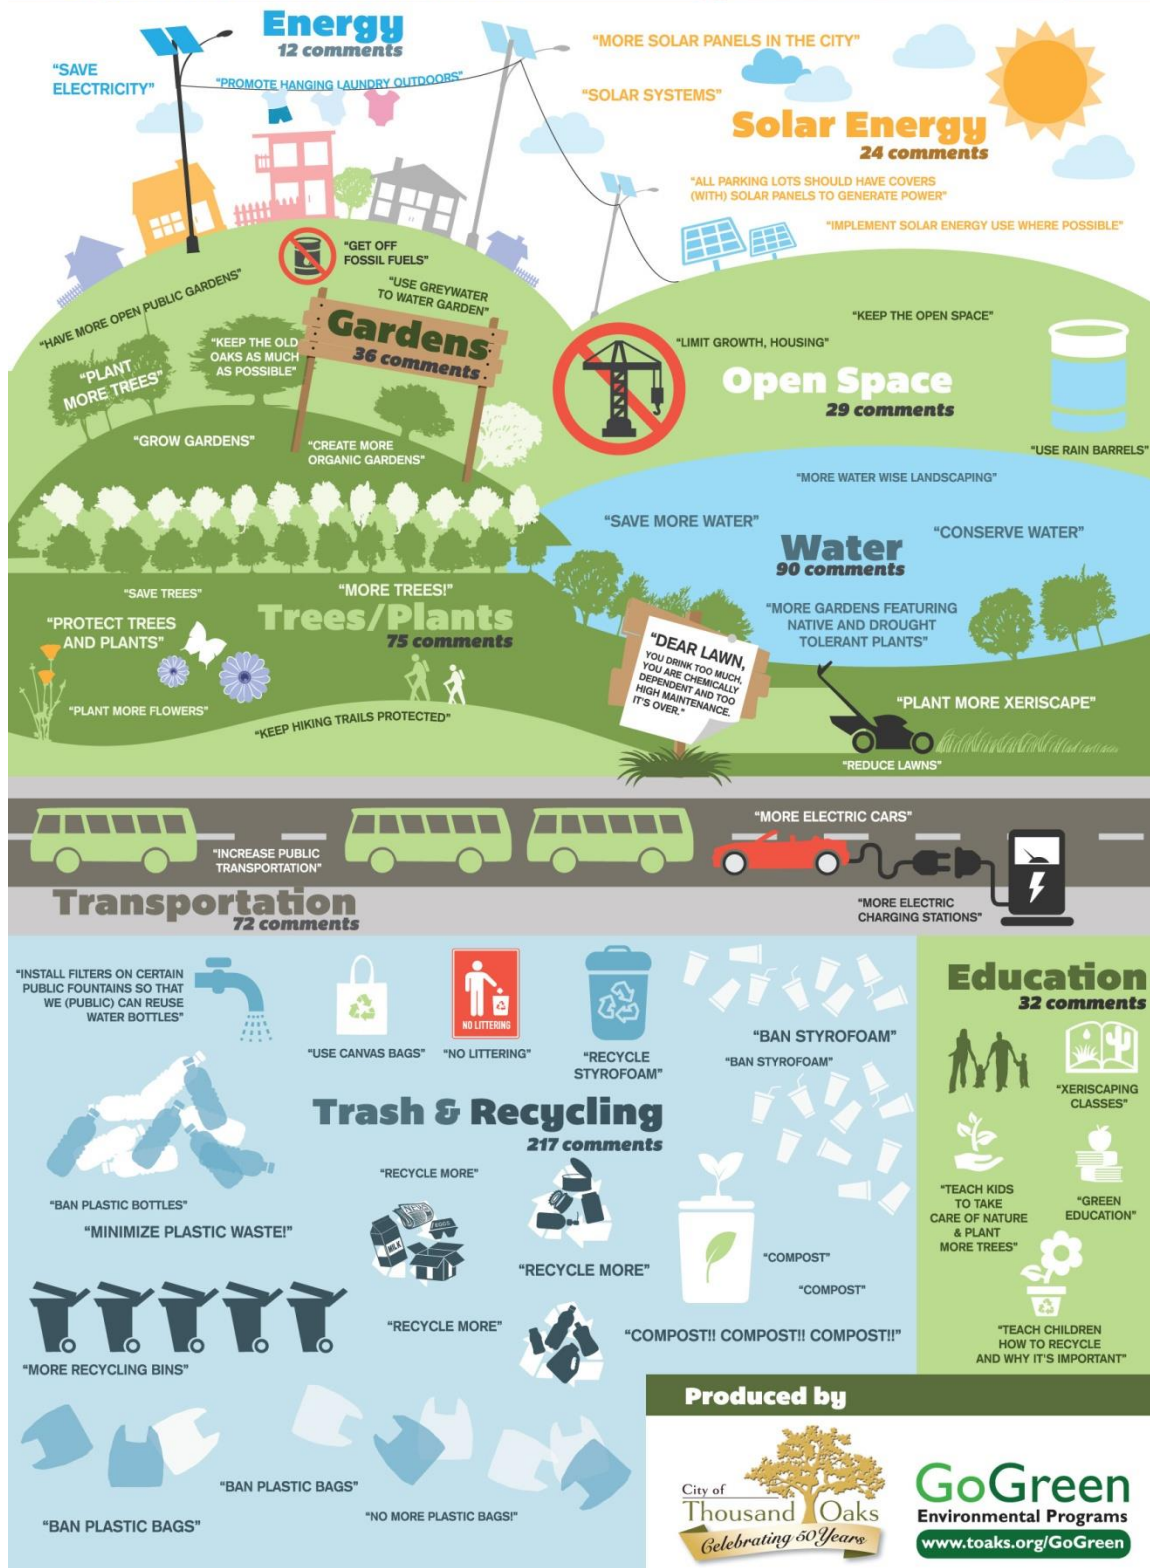 Energy
12 comments
“SAVE
ELECTRICITY”
“PROMOTE HANGING LAUNDRY OUTDOORS”
“MORE SOLAR PANELS IN THE CITY”
“SOLAR SYSTEMS”
Solar Energy
24 comments
“ALL PARKING LOTS SHOULD HAVE COVERS
(WITH) SOLAR PANELS TO GENERATE POWER”
“IMPLEMENT SOLAR ENERGY USE WHERE POSSIBLE”
“GET OFF
FOSSIL FUELS”
“HAVE MORE OPEN PUBLIC GARDENS”
“USE GREYWATER
TO WATER GARDEN”
Gardens
36 comments
“KEEP THE OLD
OAKS AS MUCH
AS POSSIBLE”
“PLANT
MORE TREES”
“GROW GARDENS”
“CREATE MORE
ORGANIC GARDENS”
“KEEP THE OPEN SPACE”
“LIMIT GROWTH, HOUSING”
Open Space
29 comments
“USE RAIN BARRELS”
“MORE WATER WISE LANDSCAPING”
“SAVE MORE WATER”
“CONSERVE WATER”
Water
90 comments
“MORE GARDENS FEATURING
NATIVE AND DROUGHT
TOLERANT PLANTS”
“SAVE TREES”
“MORE TREES!”
Trees/Plants
75 comments
“PROTECT TREES
AND PLANTS”
“PLANT MORE FLOWERS”
“KEEP HIKING TRAILS PROTECTED”
“DEAR LAWN,
YOU DRINK TOO MUCH,
YOU ARE CHEMICALLY
DEPENDENT AND TOO
HIGH MAINTENANCE.
IT'S OVER.”
“PLANT MORE XERISCAPE”
“REDUCE LAWNS”
“MORE ELECTRIC CARS”
“INCREASE PUBLIC
TRANSPORTATION”
Transportation
72 comments
“MORE ELECTRIC
CHARGING STATIONS”
“INSTALL FILTERS ON CERTAIN
PUBLIC FOUNTAINS SO THAT
WE (PUBLIC) CAN REUSE
WATER BOTTLES”
“USE CANVAS BAGS”
NO LITTERING
“NO LITTERING”
“RECYCLE
STYROFOAM”
“BAN STYROFOAM”
“BAN STYROFOAM”
Trash & Recycling
217 comments
“BAN PLASTIC BOTTLES”
“MINIMIZE PLASTIC WASTE!”
“RECYCLE MORE”
MILK
EGGS
“RECYCLE MORE”
“RECYCLE MORE”
“COMPOST”
“COMPOST”
“COMPOST!! COMPOST!! COMPOST!!”
“MORE RECYCLING BINS”
“BAN PLASTIC BAGS”
“BAN PLASTIC BAGS”
“NO MORE PLASTIC BAGS!”
Education
32 comments
“XERISCAPING
CLASSES”
“TEACH KIDS
TO TAKE
CARE OF NATURE
& PLANT
MORE TREES”
“GREEN
EDUCATION”
“TEACH CHILDREN
HOW TO RECYCLE
AND WHY IT'S IMPORTANT”
Produced by
City of
Thousand Oaks
Celebrating 50 Years
GoGreen
Environmental Programs
www.toaks.org/GoGreen